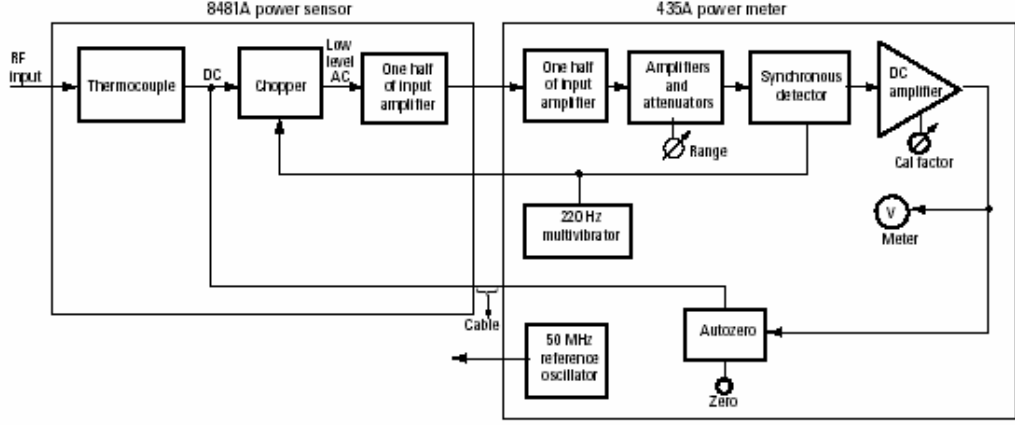 8481A power sensor
435A power meter
RF
input
Thermocouple
DC
Chopper
Low
level
AC
One half
of input
amplifier
One half
of input
amplifier
Amplifiers
and
attenuators
Synchronous
detector
DC
amplifier
Range
Cal factor
220 Hz
multivibrator
V
Meter
Cable
50 MHz
reference
oscillator
Autozero
Zero